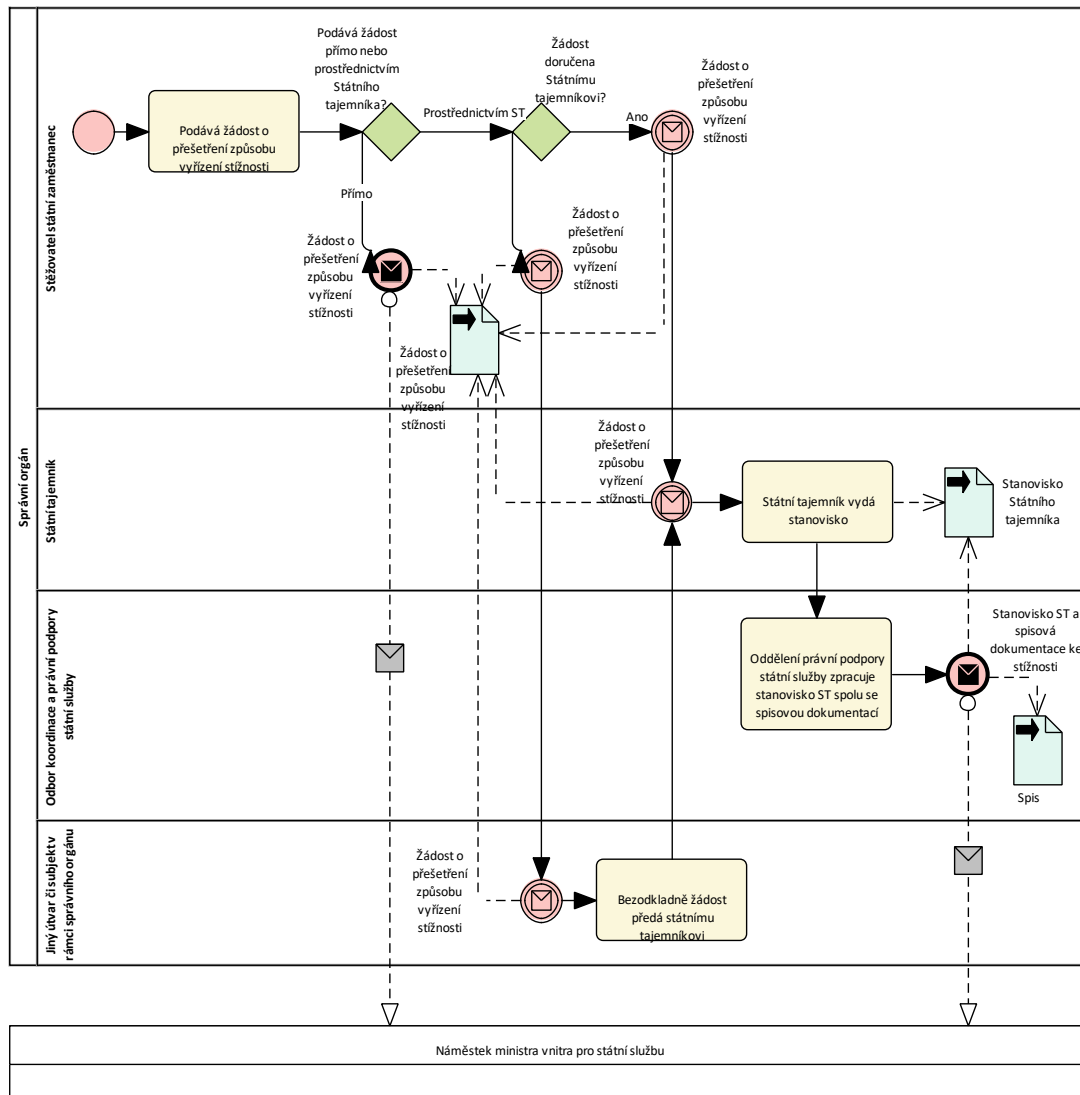 Správní orgán
Stěžovatel státní zaměstnanec
Podává žádost o
přešetření způsobu
vyřízení stížnosti
Podává žádost
přímo nebo
prostřednictvím
Státního
tajemníka?
Prostřednictvím ST
Přímo
Žádost
doručena
Státnímu
tajemníkovi?
Ano
Žádost o
přešetření
způsobu
vyřízení
stížnosti
Žádost o
přešetření
způsobu
vyřízení
stížnosti
Žádost o
přešetření
způsobu
vyřízení
stížnosti
Žádost o
přešetření
způsobu
vyřízení
stížnosti
Státní tajemník
Žádost o
přešetření
způsobu
vyřízení
stížnosti
Státní tajemník vydá
stanovisko
Stanovisko
Státního
tajemníka
Odbor koordinace a právní podpory
státní služby
Oddělení právní podpory
státní služby zpracuje
stanovisko ST spolu se
spisovou dokumentací
Stanovisko ST a
spisová
dokumentace ke
stížnosti
Spis
Jiný útvar či subjekt v
rámci správního orgánu
Žádost o
přešetření
způsobu
vyřízení
stížnosti
Bezodkladně žádost
předá státnímu
tajemníkovi
Náměstek ministra vnitra pro státní službu